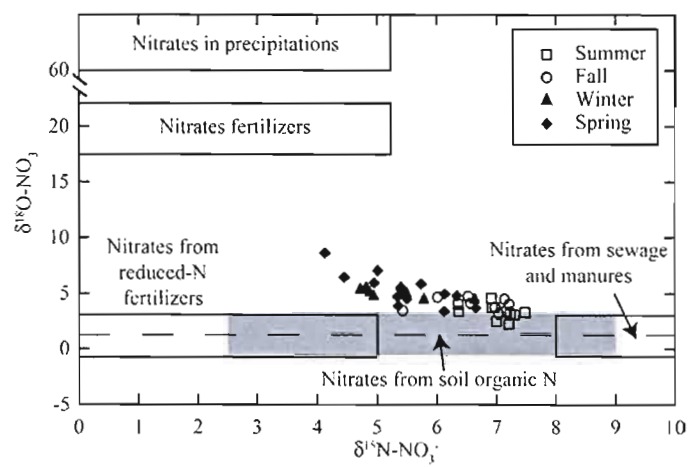 Nitrates in precipitations
60
Summer
Fall
Winter
Spring
20
Nitrates fertilizers
15
δ¹⁸O-NO₃
10
Nitrates from
reduced-N
fertilizers
Nitrates from sewage
and manures
5
0
Nitrates from soil organic N
-5
0 1 2 3 4 5 6 7 8 9 10
δ¹⁵N-NO₃⁻